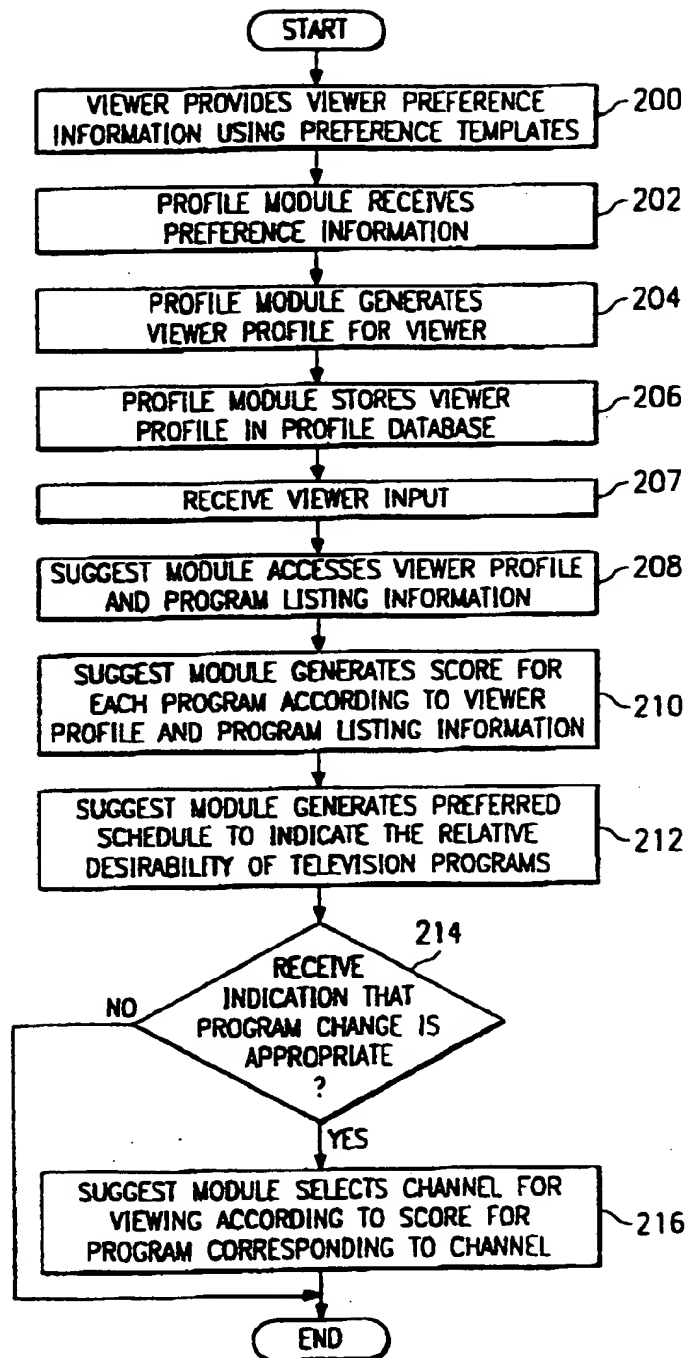 START
VIEWER PROVIDES VIEWER PREFERENCE
INFORMATION USING PREFERENCE TEMPLATES
200
PROFILE MODULE RECEIVES
PREFERENCE INFORMATION
202
PROFILE MODULE GENERATES
VIEWER PROFILE FOR VIEWER
204
PROFILE MODULE STORES VIEWER
PROFILE IN PROFILE DATABASE
206
RECEIVE VIEWER INPUT
207
SUGGEST MODULE ACCESSES VIEWER PROFILE
AND PROGRAM LISTING INFORMATION
208
SUGGEST MODULE GENERATES SCORE FOR
EACH PROGRAM ACCORDING TO VIEWER
PROFILE AND PROGRAM LISTING INFORMATION
210
SUGGEST MODULE GENERATES PREFERRED
SCHEDULE TO INDICATE THE RELATIVE
DESIRABILITY OF TELEVISION PROGRAMS
212
214
RECEIVE
INDICATION THAT
PROGRAM CHANGE IS
APPROPRIATE
?
NO
YES
SUGGEST MODULE SELECTS CHANNEL FOR
VIEWING ACCORDING TO SCORE FOR
PROGRAM CORRESPONDING TO CHANNEL
216
END